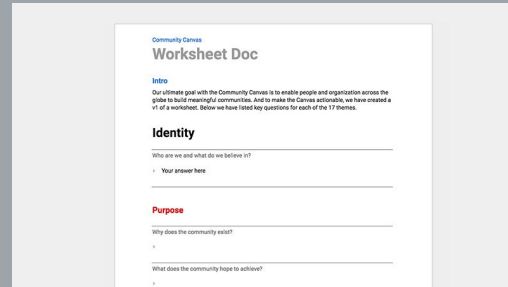 Community Canvas
Worksheet Doc
Intro
Our ultimate goal with the Community Canvas is to enable people and organization across the
globe to build meaningful communities. And to make the Canvas actionable, we have created a
v1 of a worksheet. Below we have listed key questions for each of the 17 themes.
Identity
Who are we and what do we believe in?
Your answer here
Purpose
Why does the community exist?
What does the community hope to achieve?